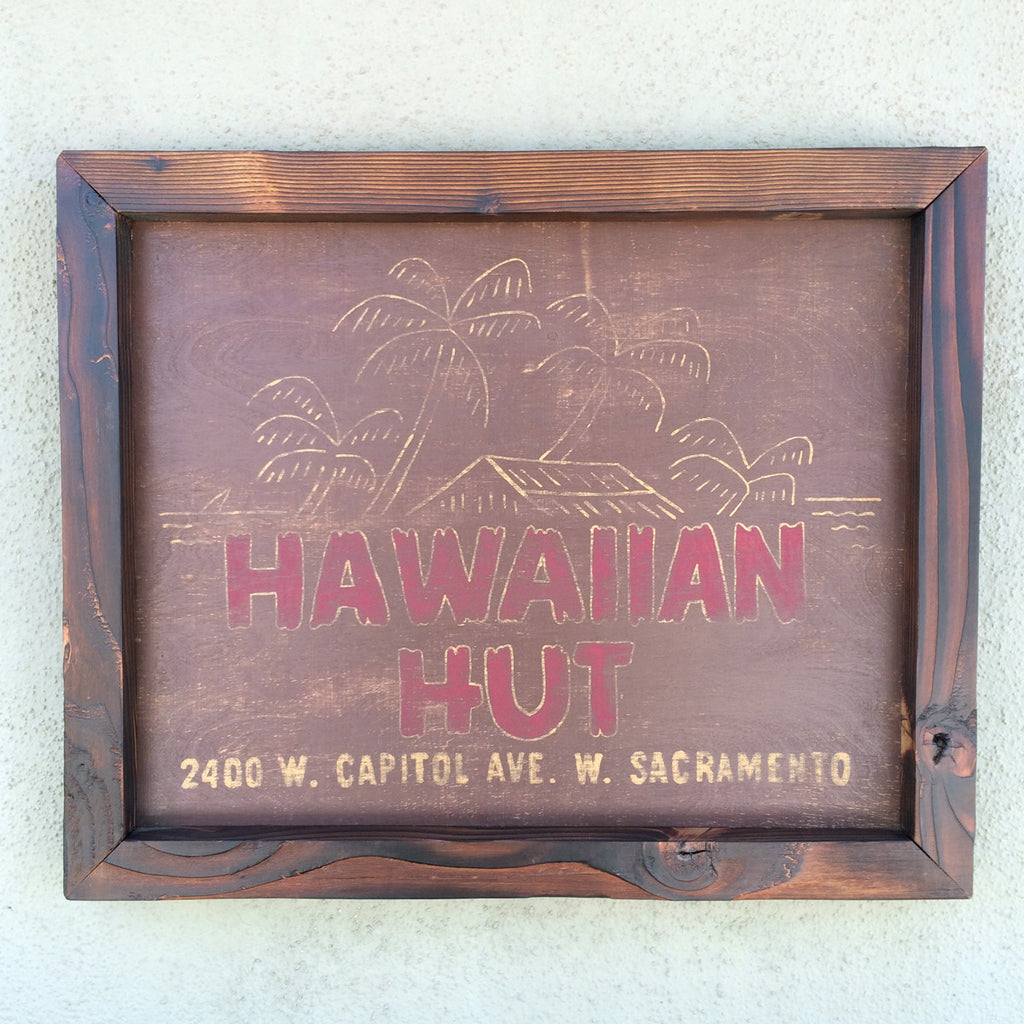 HAWAIIAN
HUT
2400 W. CAPITOL AVE. W. SACRAMENTO